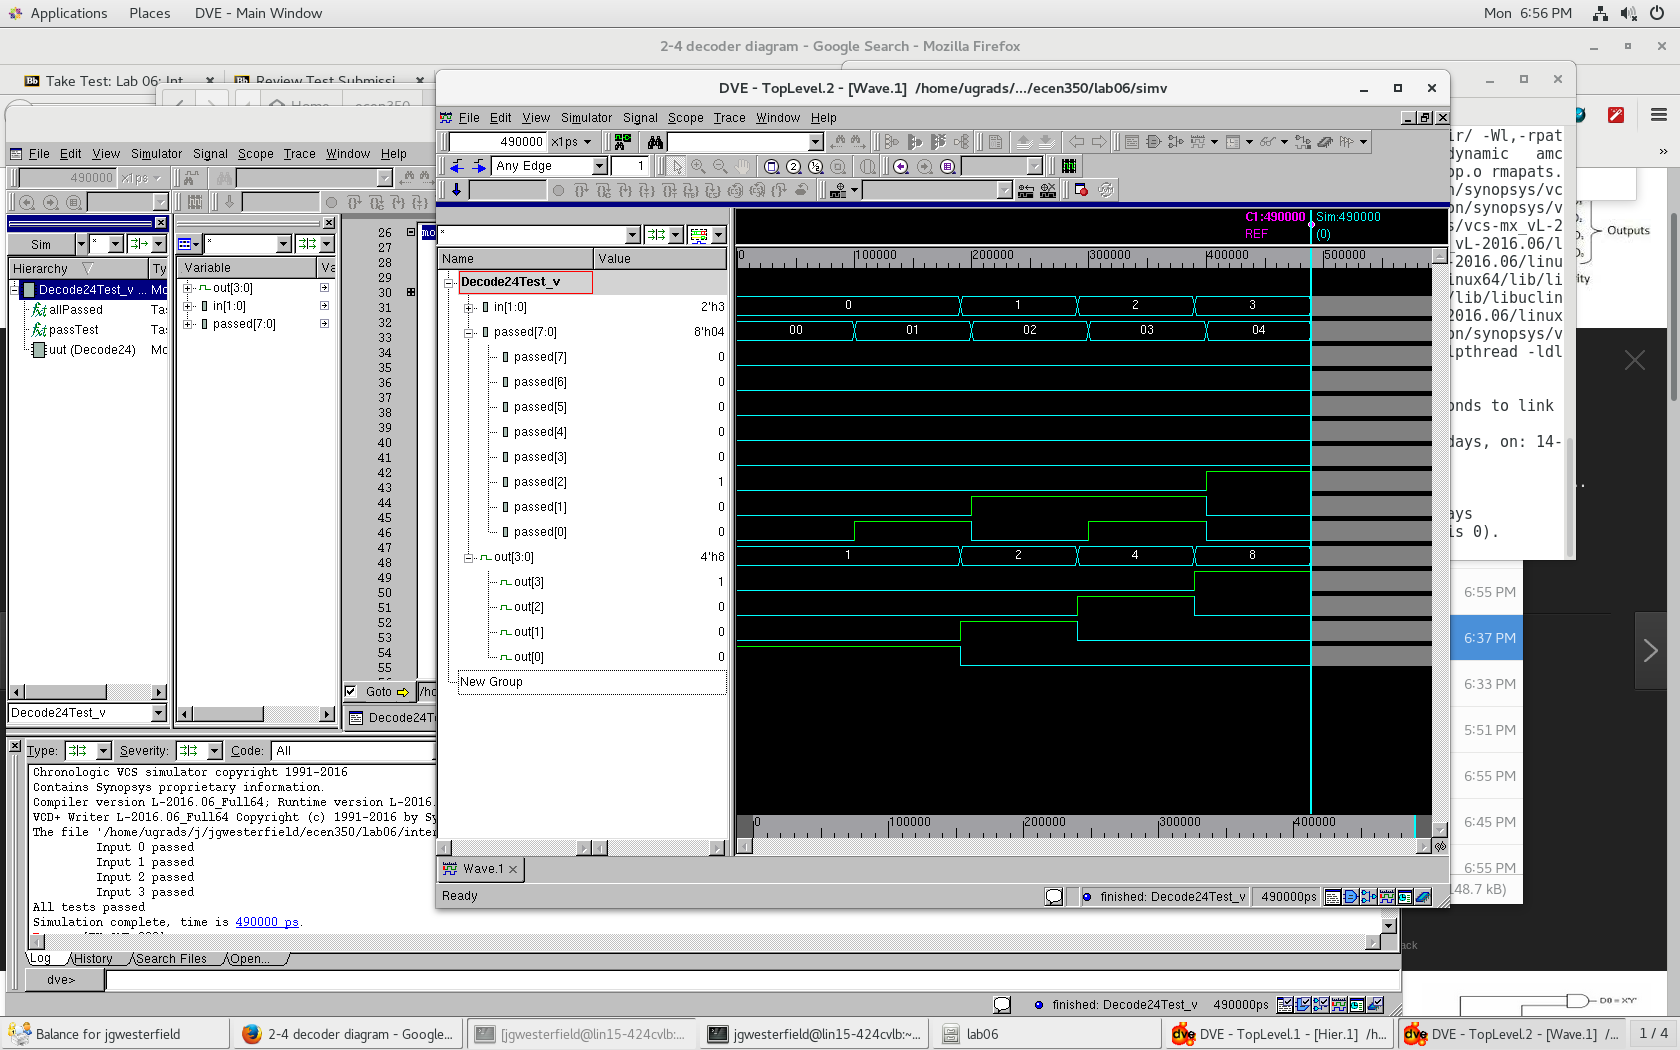 Applications Places DVE - Main Window
Mon 6:56 PM
2-4 decoder diagram - Google Search - Mozilla Firefox
Take Test: Lab 06: Int
Review Test Submissi
Home ecen350
File Edit View Simulator Signal Scope Trace Window Help
490000 x1ps
Sim
*
*
Hierarchy Ty
Decode24Test_v ... Mo
allPassed Tas
passTest Tas
uut (Decode24) Mo
Decode24Test_v
Variable Va
out[3:0]
in[1:0]
passed[7:0]
26
27
28
29
30
31
32
33
34
35
36
37
38
39
40
41
42
43
44
45
46
47
48
49
50
51
52
53
54
55
mo
Goto /ho
Decode24T
DVE - TopLevel.2 - [Wave.1] /home/ugrads/.../ecen350/lab06/simv
File Edit View Simulator Signal Scope Trace Window Help
490000 x1ps
Any Edge 1
*
C1:490000 Sim:490000
REF (0)
Name Value
0 100000 200000 300000 400000 500000
Decode24Test_v
in[1:0] 2'h3 0 1 2 3
passed[7:0] 8'h04 00 01 02 03 04
passed[7] 0
passed[6] 0
passed[5] 0
passed[4] 0
passed[3] 0
passed[2] 1
passed[1] 0
passed[0] 0
out[3:0] 4'h8 1 2 4 8
out[3] 1
out[2] 0
out[1] 0
out[0] 0
New Group
0 100000 200000 300000 400000
Wave.1
Ready
finished: Decode24Test_v 490000ps
ir/ -Wl,-rpat
dynamic amc
op.o rmapats.
n/synopsys/vc
on/synopsys/v
s/vcs-mx_vL-2
_vL-2016.06/l
.06/linux64/l
inux64/lib/li
/lib/libuclin
2016.06/linux
on/synopsys/v
lpthread -ldl
onds to link
days, on: 14-
ays
is 0).
Outputs
6:55 PM
6:37 PM
6:33 PM
5:51 PM
6:55 PM
6:45 PM
6:55 PM
148.7 kB)
Type: Severity: Code: All
Chronologic VCS simulator copyright 1991-2016
Contains Synopsys proprietary information.
Compiler version L-2016.06_Full64; Runtime version L-2016.
VCD+ Writer L-2016.06_Full64 Copyright (c) 1991-2016 by Sy
The file '/home/ugrads/j/jgwesterfield/ecen350/lab06/inter
Input 0 passed
Input 1 passed
Input 2 passed
Input 3 passed
All tests passed
Simulation complete, time is 490000 ps.
Log History Search Files Open...
dve>
finished: Decode24Test_v 490000ps
D0 = X'Y'
Balance for jgwesterfield
2-4 decoder diagram - Google...
[jgwesterfield@lin15-424cvlb:...
jgwesterfield@lin15-424cvlb:~...
lab06
DVE - TopLevel.1 - [Hier.1] /h...
DVE - TopLevel.2 - [Wave.1] /...
1 / 4